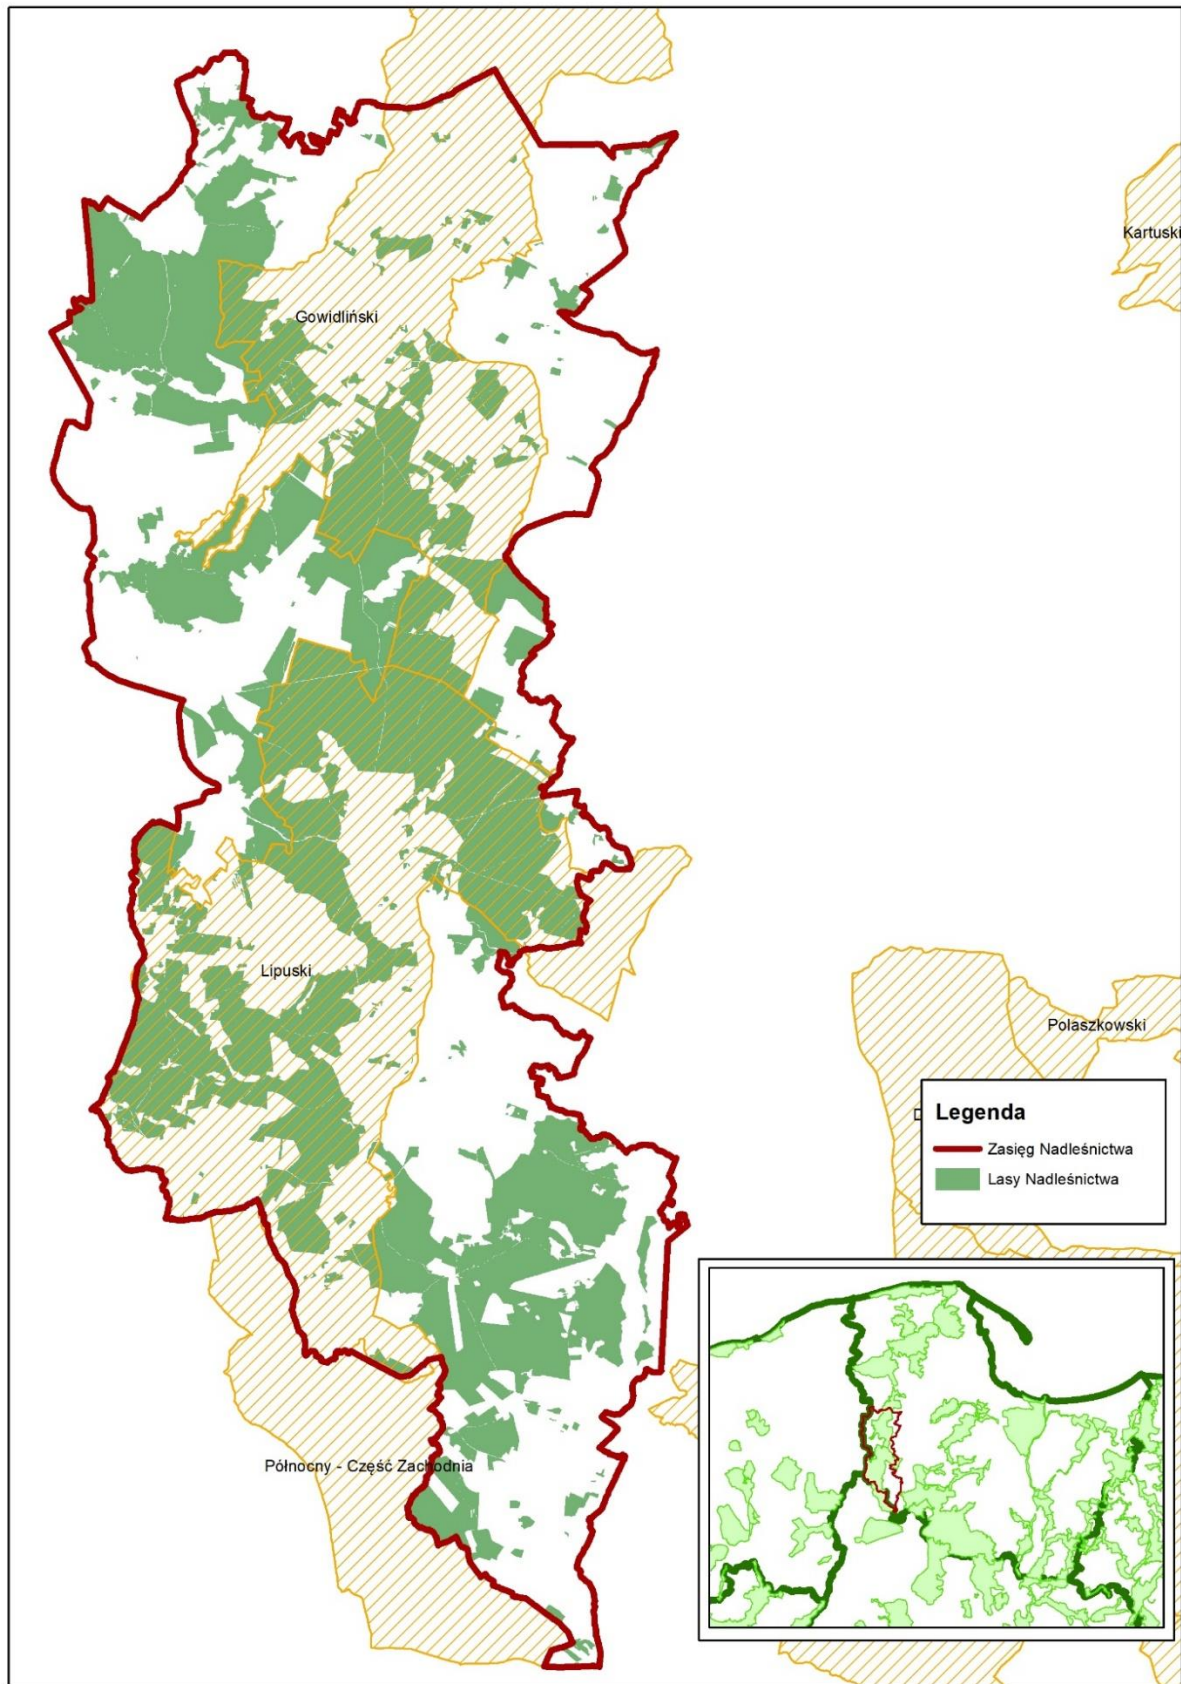 Kartuski
Gowidliński
Lipuski
Polaszkowski
Legenda
Zasięg Nadleśnictwa
Lasy Nadleśnictwa
Północny - Część Zachodnia